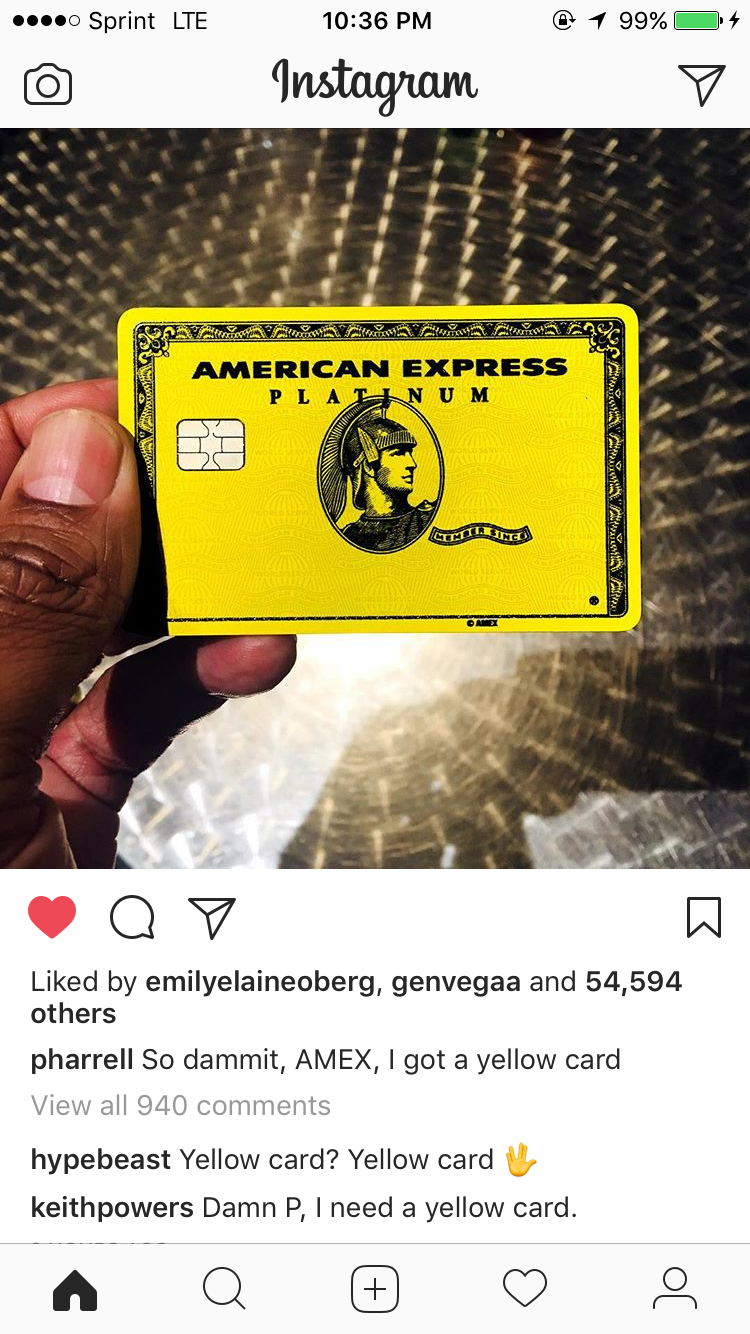 Sprint LTE 10:36 PM 99%
Instagram
AMERICAN EXPRESS
PLATINUM
MEMBER SINCE
© AMEX
Liked by emilyelaineoberg, genvegaa and 54,594
others
pharrell So dammit, AMEX, I got a yellow card
View all 940 comments
hypebeast Yellow card? Yellow card 🖖
keithpowers Damn P, I need a yellow card.